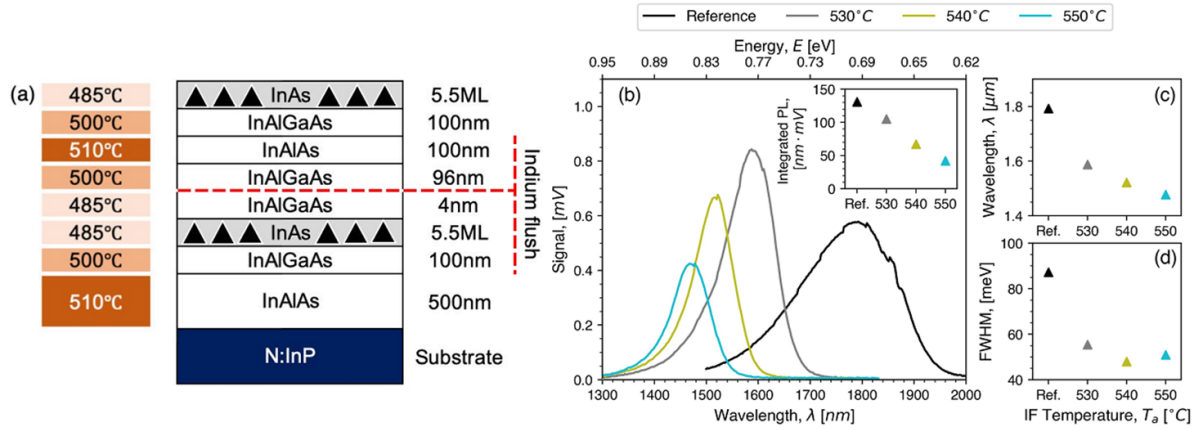 Reference 530°C 540°C 550°C
(a)
485℃ InAs 5.5ML
500℃ InAlGaAs 100nm
510℃ InAlAs 100nm
500℃ InAlGaAs 96nm
485℃ InAlGaAs 4nm
485℃ InAs 5.5ML
500℃ InAlGaAs 100nm
510℃ InAlAs 500nm
N:InP Substrate
Indium flush
Energy, E [eV]
0.95 0.89 0.83 0.77 0.73 0.69 0.65 0.62
(b)
Signal, [mV]
1.0
0.8
0.6
0.4
0.2
0.0
1300 1400 1500 1600 1700 1800 1900 2000
Wavelength, λ [nm]
Integrated PL,
[nm · mV]
150
100
50
0
Ref. 530 540 550
(c)
Wavelength, λ [μm]
1.8
1.6
1.4
Ref. 530 540 550
(d)
FWHM, [meV]
100
80
60
40
Ref. 530 540 550
IF Temperature, Ta [°C]